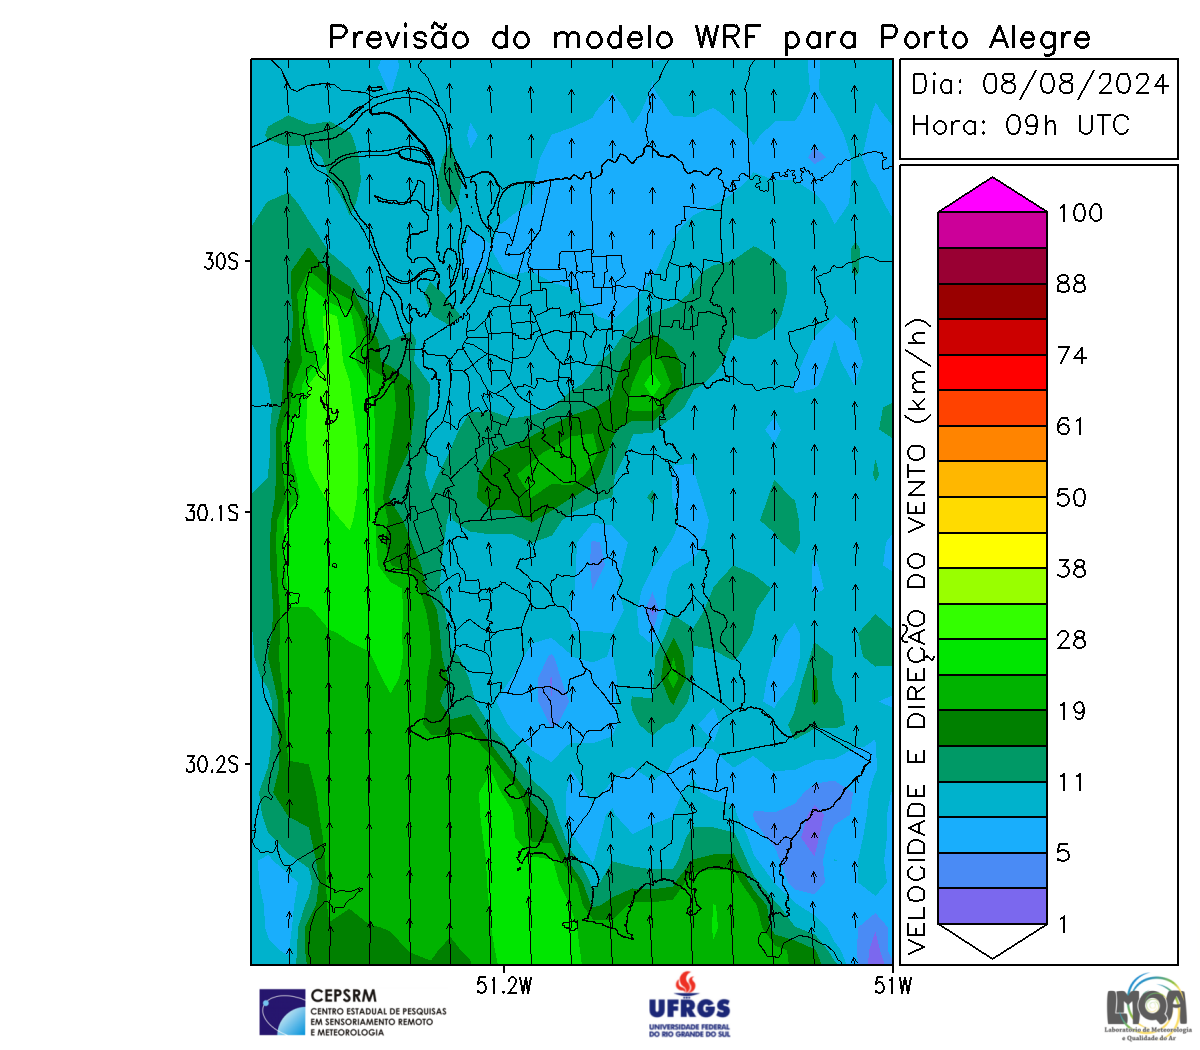 Previsão do modelo WRF para Porto Alegre
Dia: 08/08/2024
Hora: 09h UTC
30S
30.1S
30.2S
51.2W
51W
VELOCIDADE E DIREÇÃO DO VENTO (km/h)
100
88
74
61
50
38
28
19
11
5
1
CEPSRM
CENTRO ESTADUAL DE PESQUISAS
EM SENSORIAMENTO REMOTO
E METEOROLOGIA
UFRGS
UNIVERSIDADE FEDERAL
DO RIO GRANDE DO SUL
LMQA
Laboratório de Meteorologia
e Qualidade do Ar